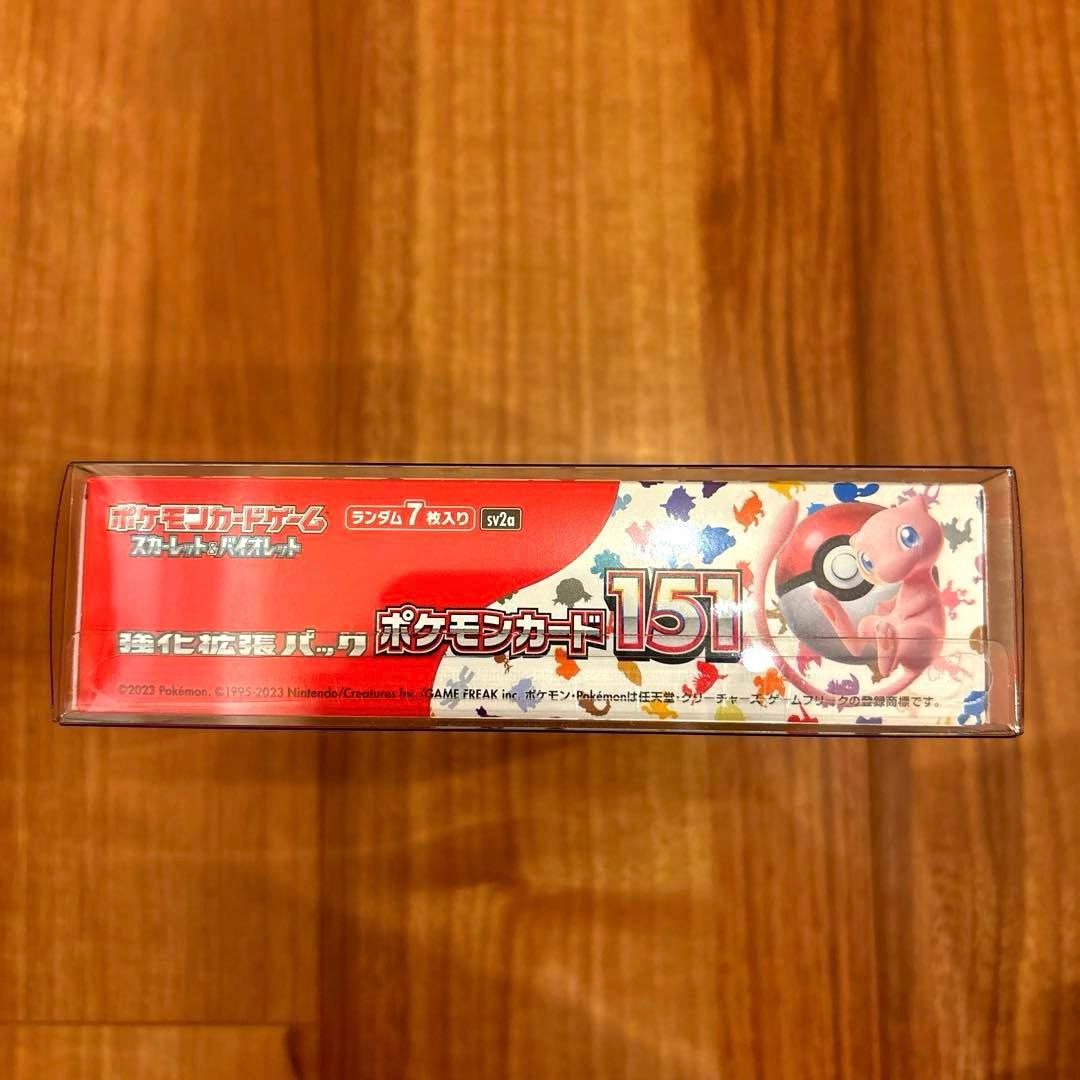 ポケモンカードゲーム
スカーレット&バイオレット
ランダム7枚入り sv2a
強化拡張パック ポケモンカード151
©2023 Pokémon. ©1995-2023 Nintendo/Creatures Inc./GAME FREAK inc. ポケモン・Pokémonは任天堂・クリーチャーズ・ゲームフリークの登録商標です。